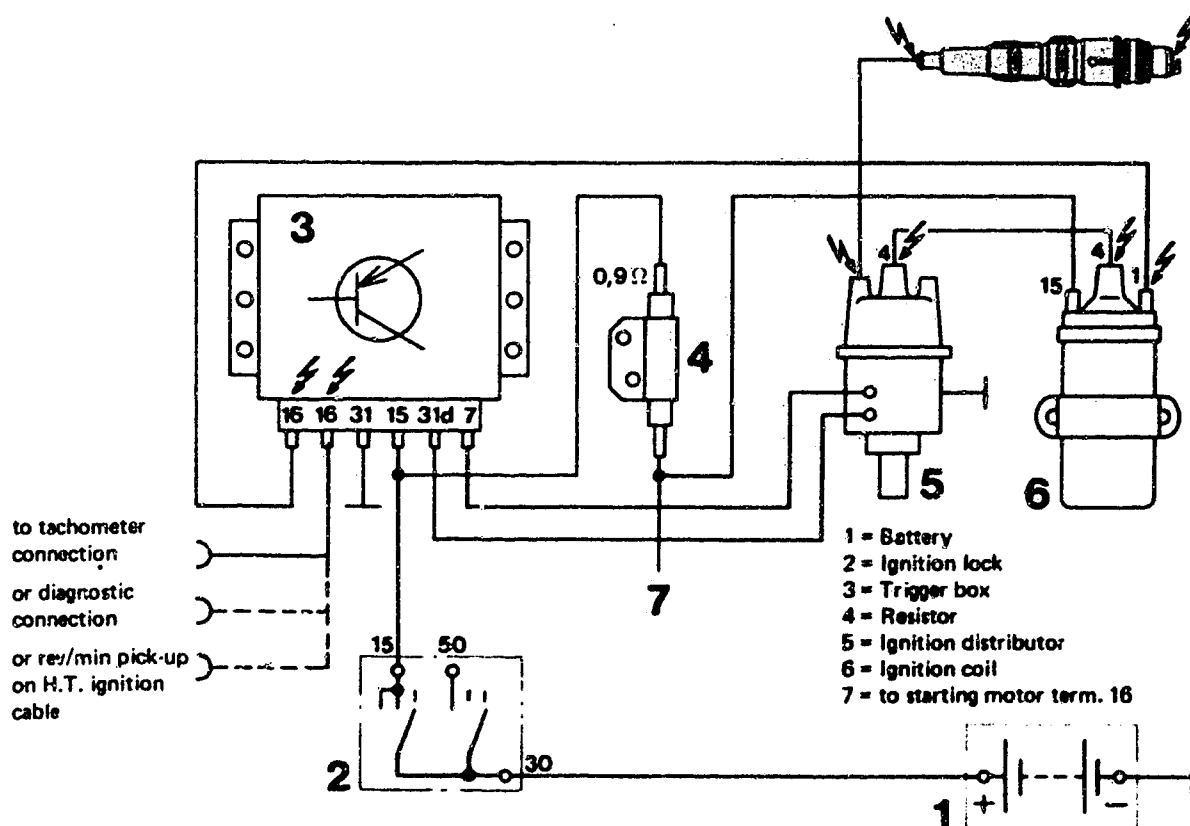 3
0,9Ω
4
4
4
1
15
16 16 31 15 31d 7
5
6
to tachometer
connection
or diagnostic
connection
or rev/min pick-up
on H.T. ignition
cable
7
1 = Battery
2 = Ignition lock
3 = Trigger box
4 = Resistor
5 = Ignition distributor
6 = Ignition coil
7 = to starting motor term. 16
15 50
2
30
1
+ −